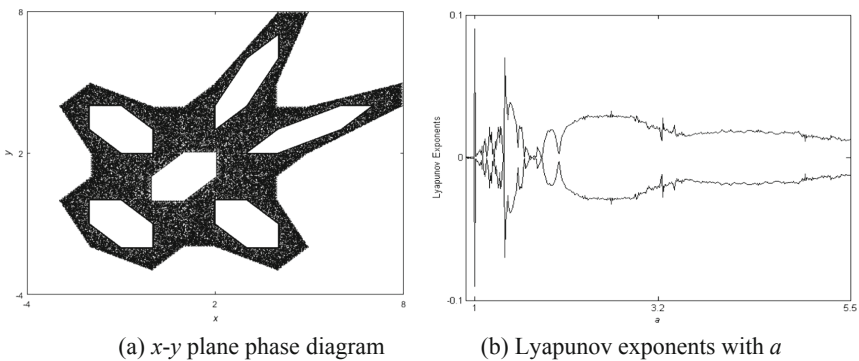 8
y
2
-4
-4
2
8
x
(a) x-y plane phase diagram
0.1
Lyapunov Exponents
0
-0.1
1
3.2
5.5
a
(b) Lyapunov exponents with a